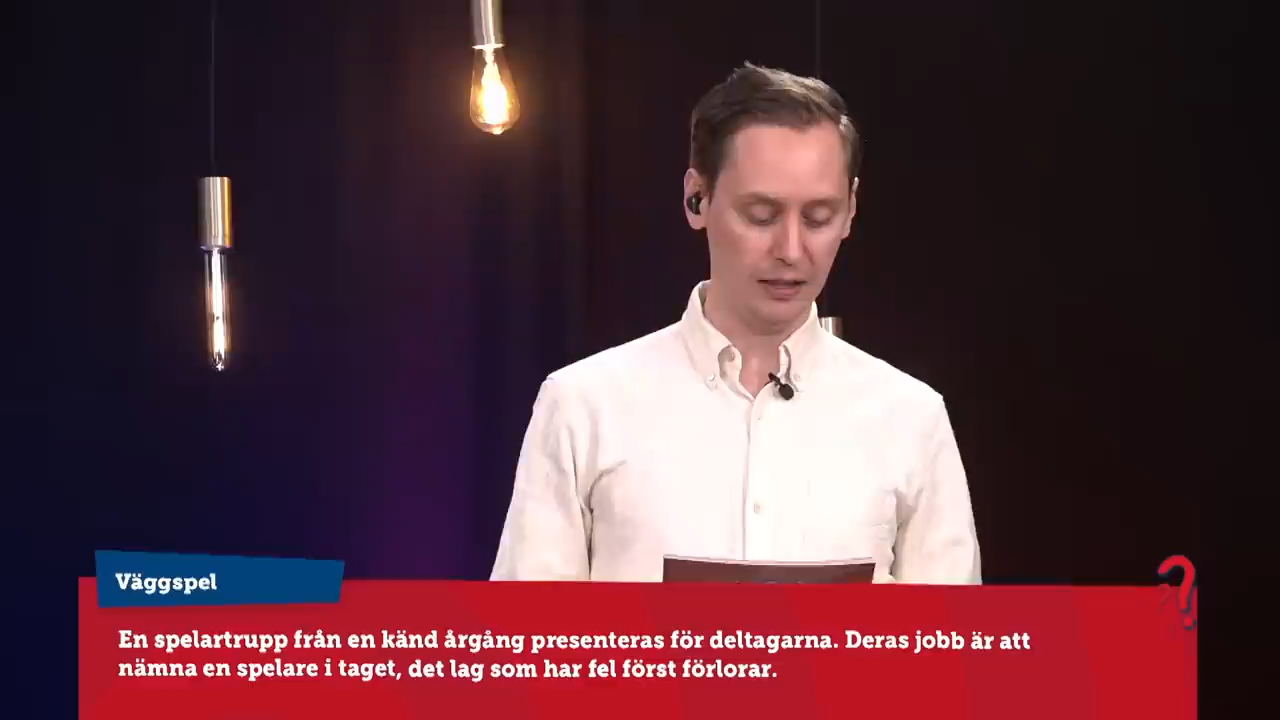 Väggspel
En spelartrupp från en känd årgång presenteras för deltagarna. Deras jobb är att
nämna en spelare i taget, det lag som har fel först förlorar.